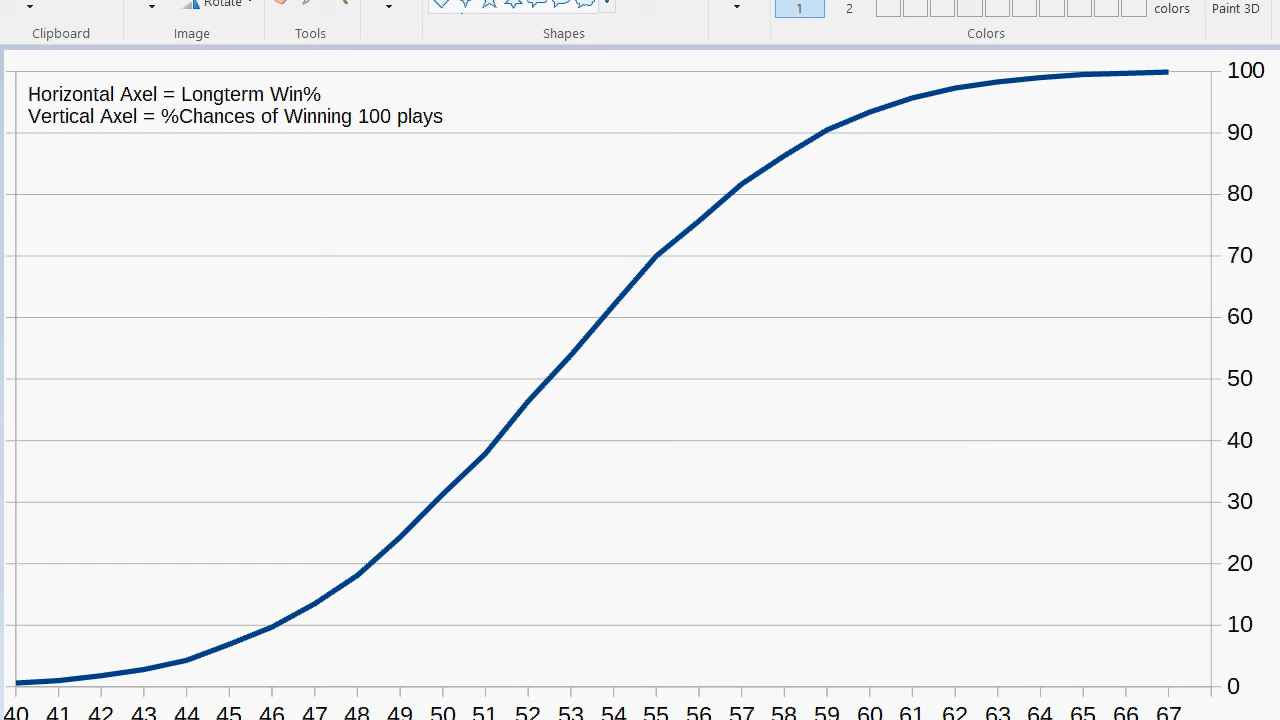 Rotate
1
2
colors
Paint 3D
Clipboard
Image
Tools
Shapes
Colors
Horizontal Axel = Longterm Win%
Vertical Axel = %Chances of Winning 100 plays
100
90
80
70
60
50
40
30
20
10
0
40 41 42 43 44 45 46 47 48 49 50 51 52 53 54 55 56 57 58 59 60 61 62 63 64 65 66 67